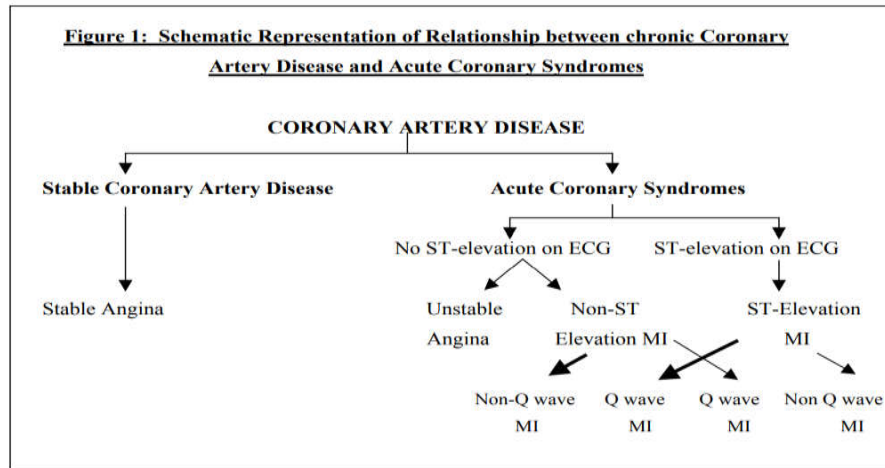 Figure 1: Schematic Representation of Relationship between chronic Coronary
Artery Disease and Acute Coronary Syndromes
CORONARY ARTERY DISEASE
Stable Coronary Artery Disease Acute Coronary Syndromes
No ST-elevation on ECG ST-elevation on ECG
Stable Angina Unstable Non-ST ST-Elevation
Angina Elevation MI MI
Non-Q wave Q wave Q wave Non Q wave
MI MI MI MI